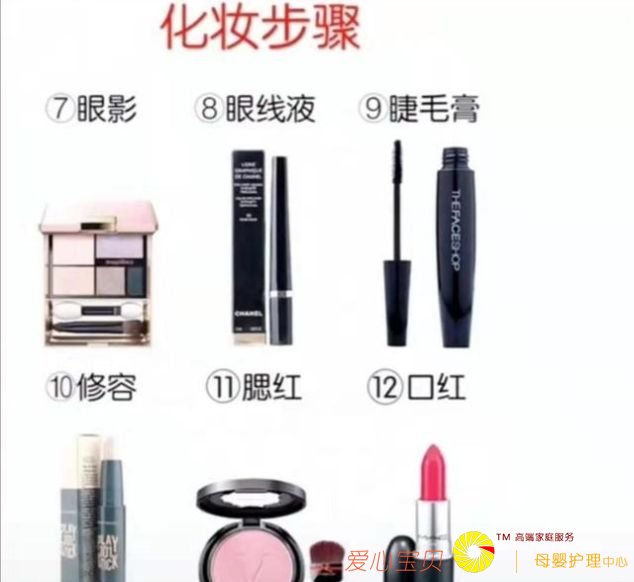 化妆步骤
⑦眼影 ⑧眼线液 ⑨睫毛膏
CHANEL
THEFACESHOP
⑩修容 ⑪腮红 ⑫口红
爱心宝贝
TM 高端家庭服务
母婴护理中心